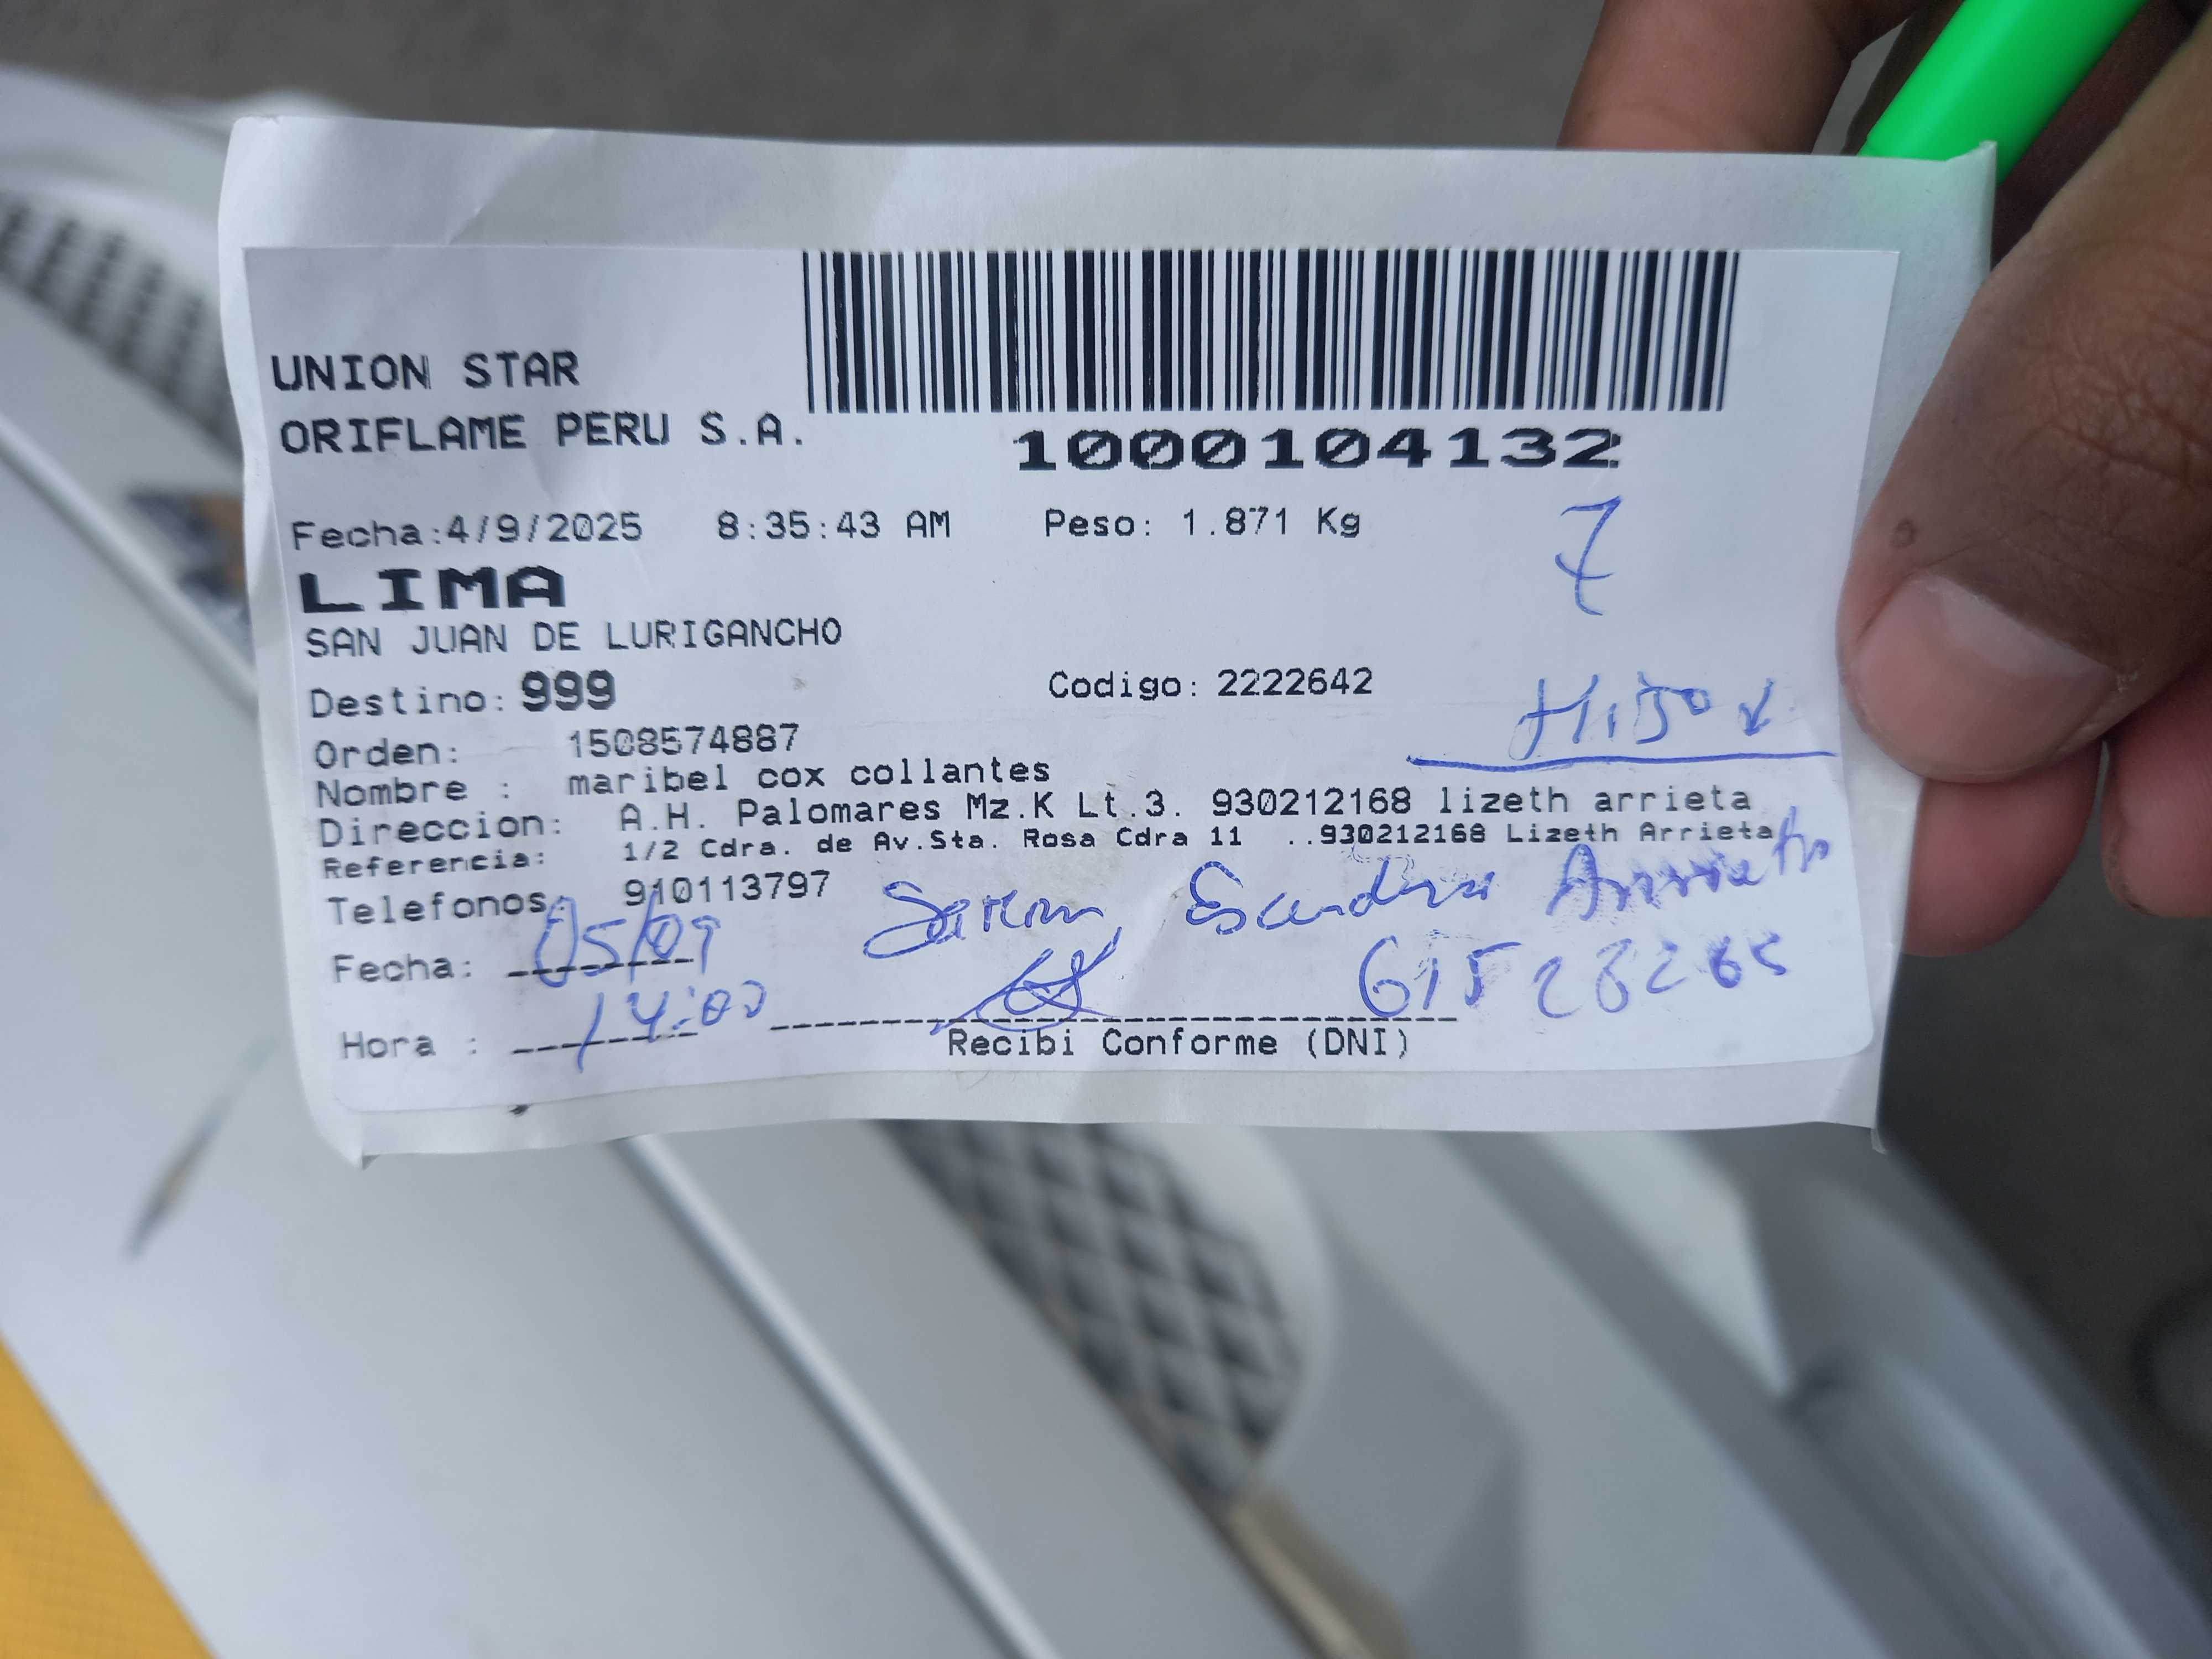 UNION STAR
ORIFLAME PERU S.A.
1000104132
Fecha:4/9/2025 8:35:43 AM Peso: 1.871 Kg
7
LIMA
SAN JUAN DE LURIGANCHO
Destino: 999 Codigo: 2222642
Orden: 1508574887
Nombre : maribel cox collantes
Direccion: A.H. Palomares Mz.K Lt.3. 930212168 lizeth arrieta
Referencia: 1/2 Cdra. de Av.Sta. Rosa Cdra 11 ..930212168 Lizeth Arrieta
Telefonos: 910113797
Arrieta
Fecha: 05/09
Hora : 14:00
Recibi Conforme (DNI)